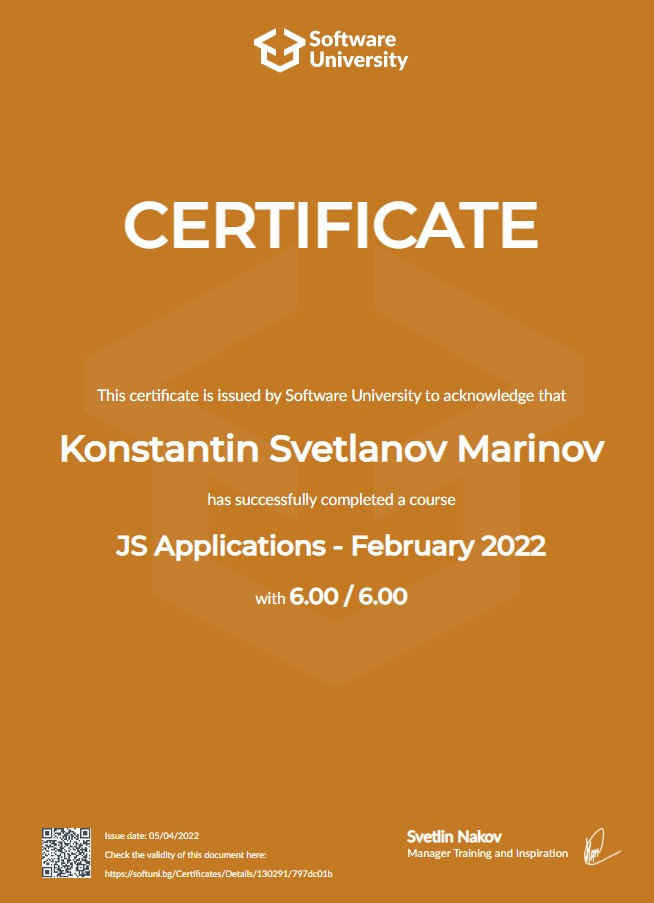 Software
University
CERTIFICATE
This certificate is issued by Software University to acknowledge that
Konstantin Svetlanov Marinov
has successfully completed a course
JS Applications - February 2022
with 6.00 / 6.00
Issue date: 05/04/2022
Check the validity of this document here:
https://softuni.bg/Certificates/Details/130291/797dc01b
Svetlin Nakov
Manager Training and Inspiration